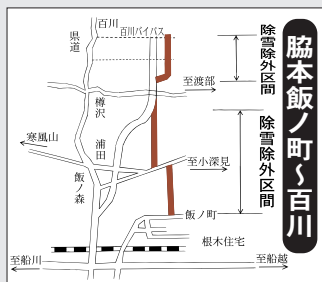 脇本飯ノ町〜百川
百川
百川バイパス
県道
除雪除外区間
至渡部
樽沢
浦田
寒風山
除雪除外区間
至小深見
飯ノ森
飯ノ町
根木住宅
至船川
至船越